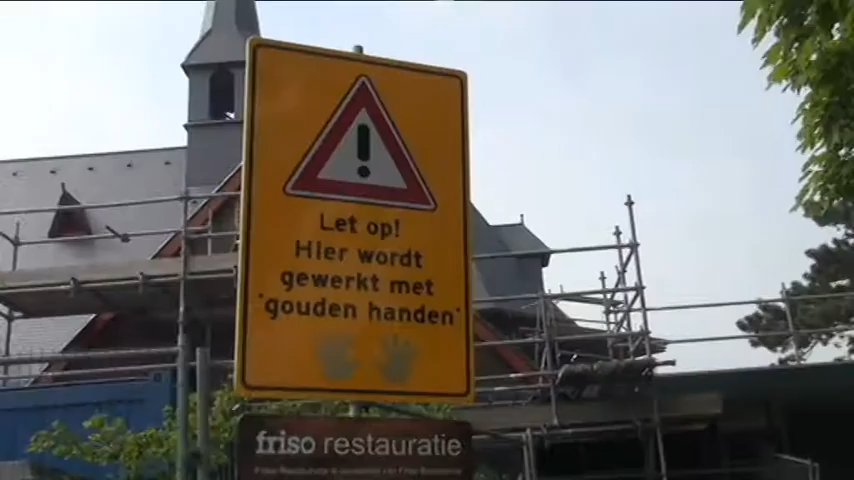 !
Let op!
Hier wordt
gewerkt met
'gouden handen'
friso restauratie